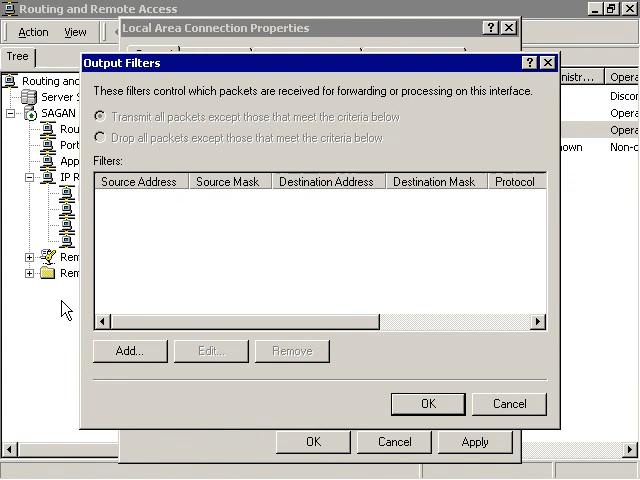 Routing and Remote Access
Local Area Connection Properties
Action View
Tree
Output Filters
Routing and
Server S
SAGAN
Rou
Por
App
IP R
Rem
Rem
nistr... Opera
Discon
Opera
Opera
nown Non-o
These filters control which packets are received for forwarding or processing on this interface.
Transmit all packets except those that meet the criteria below
Drop all packets except those that meet the criteria below
Filters:
Source Address Source Mask Destination Address Destination Mask Protocol
Add... Edit... Remove
OK Cancel
OK Cancel Apply